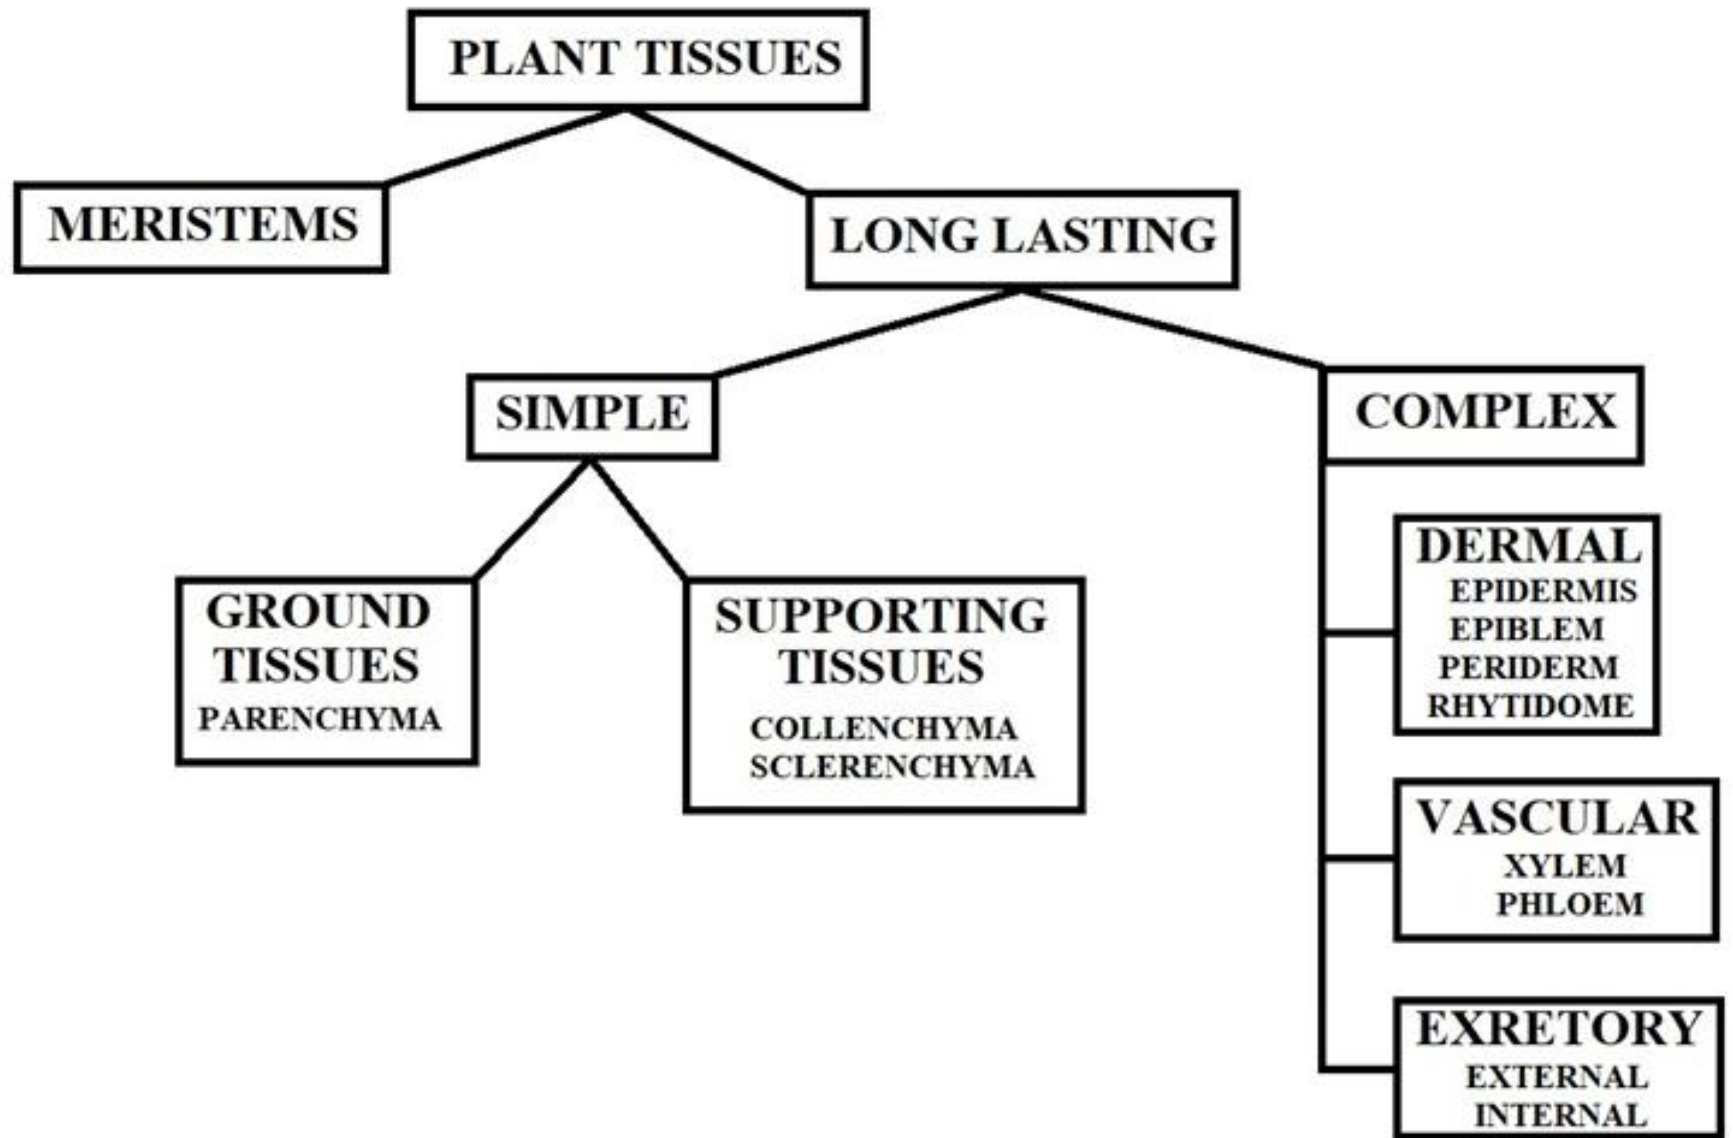 PLANT TISSUES
MERISTEMS
LONG LASTING
SIMPLE
COMPLEX
GROUND
TISSUES
PARENCHYMA
SUPPORTING
TISSUES
COLLENCHYMA
SCLERENCHYMA
DERMAL
EPIDERMIS
EPIBLEM
PERIDERM
RHYTIDOME
VASCULAR
XYLEM
PHLOEM
EXRETORY
EXTERNAL
INTERNAL